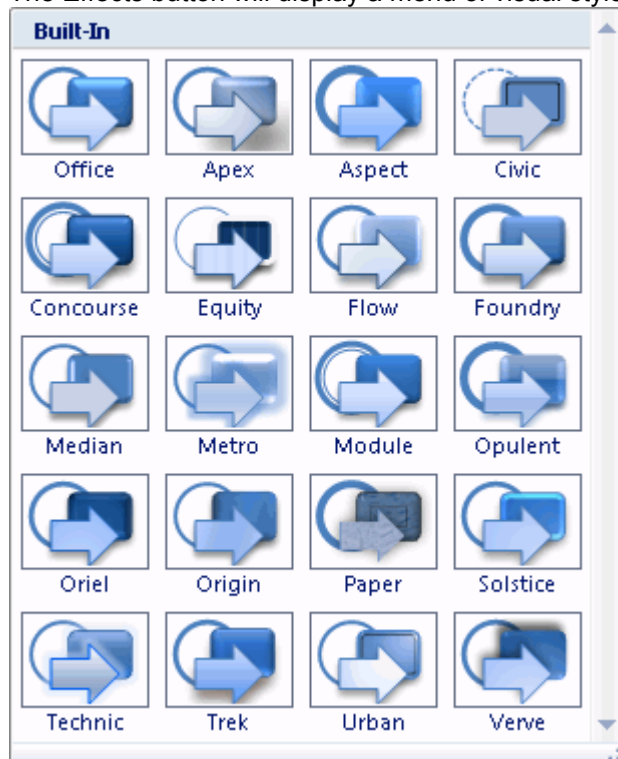 The Effects button will display a menu of visual style
Built-In
Office Apex Aspect Civic
Concourse Equity Flow Foundry
Median Metro Module Opulent
Oriel Origin Paper Solstice
Technic Trek Urban Verve